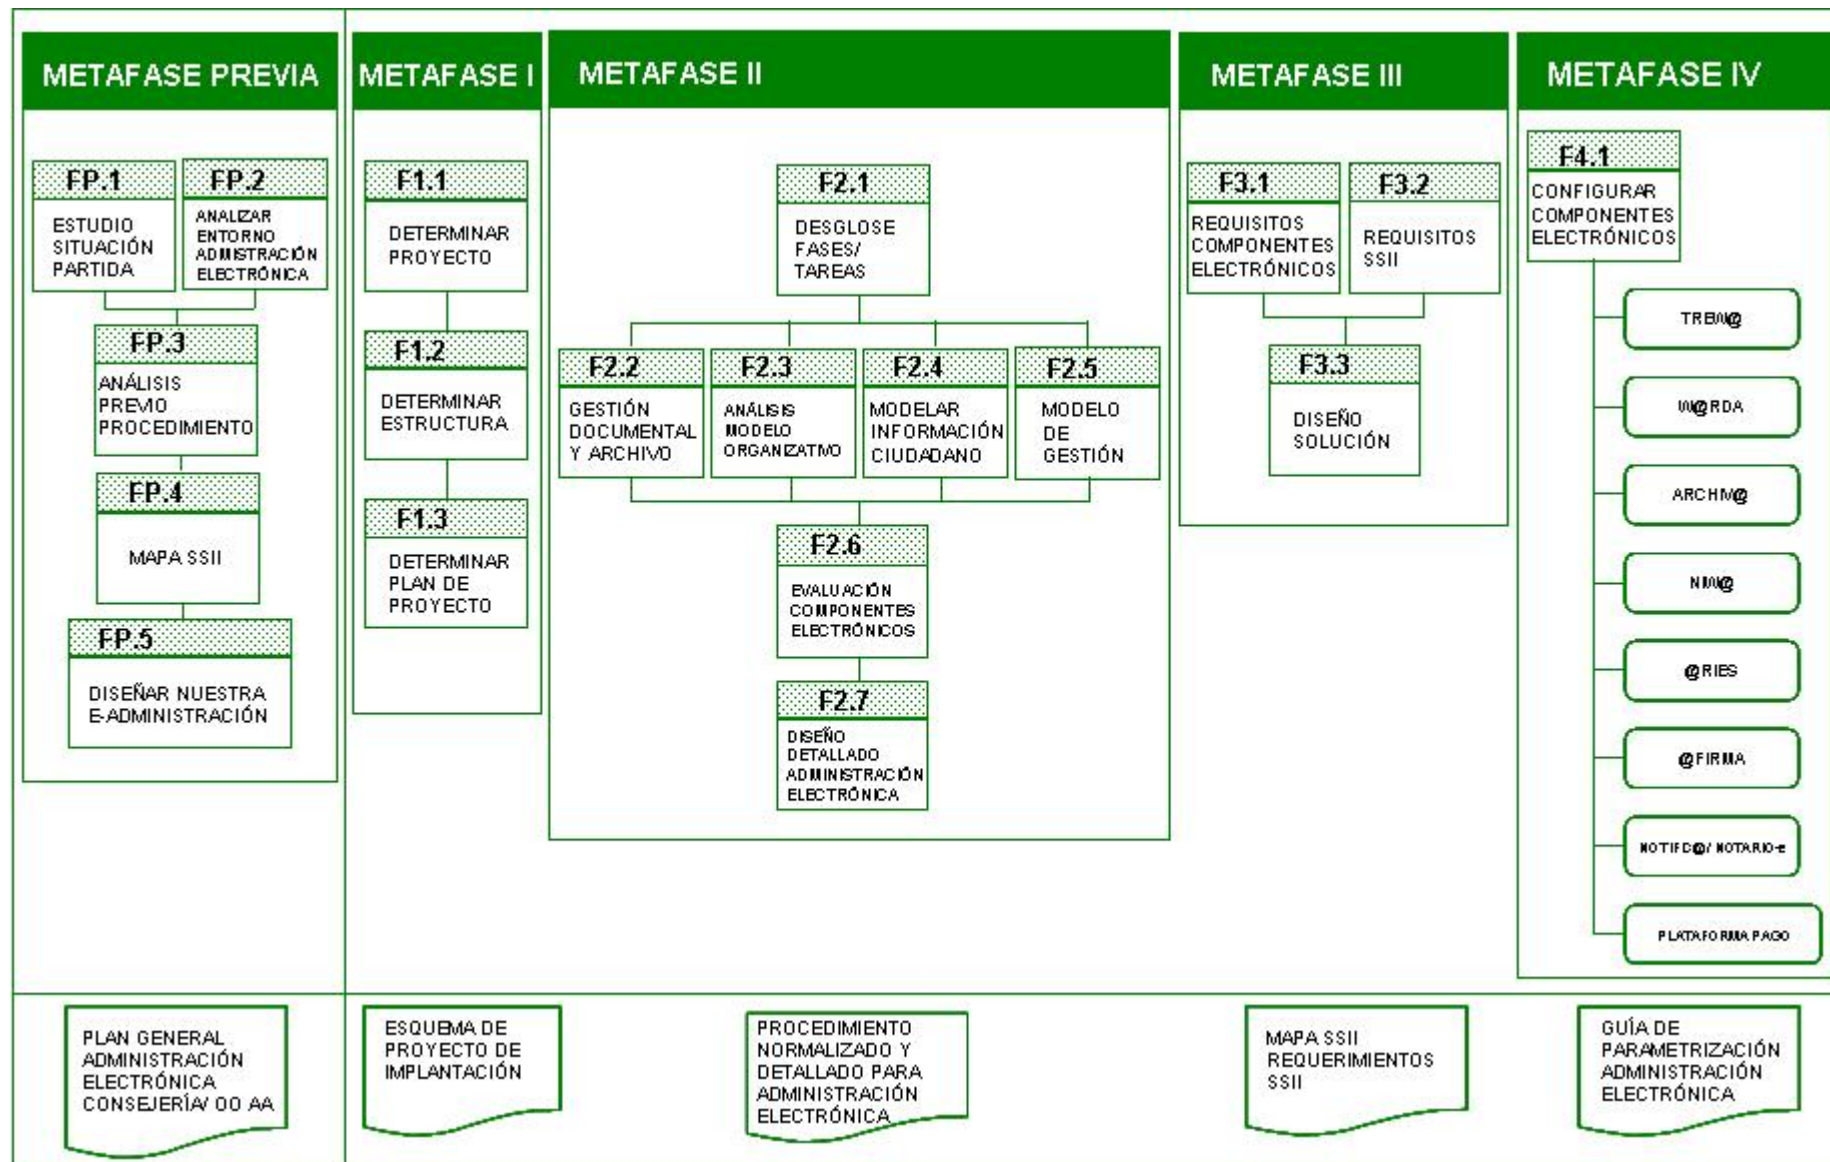 METAFASE PREVIA
FP.1
ESTUDIO
SITUACIÓN
PARTIDA
FP.2
ANALIZAR
ENTORNO
ADMISTRACIÓN
ELECTRÓNICA
FP.3
ANÁLISIS
PREVIO
PROCEDIMIENTO
FP.4
MAPA SSII
FP.5
DISEÑAR NUESTRA
E-ADMINISTRACIÓN
METAFASE I
F1.1
DETERMINAR
PROYECTO
F1.2
DETERMINAR
ESTRUCTURA
F1.3
DETERMINAR
PLAN DE
PROYECTO
METAFASE II
F2.1
DESGLOSE
FASES/
TAREAS
F2.2
GESTIÓN
DOCUMENTAL
Y ARCHIVO
F2.3
ANÁLISIS
MODELO
ORGANIZATIVO
F2.4
MODELAR
INFORMACIÓN
CIUDADANO
F2.5
MODELO
DE
GESTIÓN
F2.6
EVALUACIÓN
COMPONENTES
ELECTRÓNICOS
F2.7
DISEÑO
DETALLADO
ADMINISTRACIÓN
ELECTRÓNICA
METAFASE III
F3.1
REQUISITOS
COMPONENTES
ELECTRÓNICOS
F3.2
REQUISITOS
SSII
F3.3
DISEÑO
SOLUCIÓN
METAFASE IV
F4.1
CONFIGURAR
COMPONENTES
ELECTRÓNICOS
TREW@
W@RDA
ARCHIV@
NIW@
@RIES
@FIRMA
NOTIFC@/ NOTARIO-e
PLATAFORMA PAGO
PLAN GENERAL
ADMINISTRACIÓN
ELECTRÓNICA
CONSEJERÍA/ OO AA
ESQUEMA DE
PROYECTO DE
IMPLANTACIÓN
PROCEDIMIENTO
NORMALIZADO Y
DETALLADO PARA
ADMINISTRACIÓN
ELECTRÓNICA
MAPA SSII
REQUERIMIENTOS
SSII
GUÍA DE
PARAMETRIZACIÓN
ADMINISTRACIÓN
ELECTRÓNICA